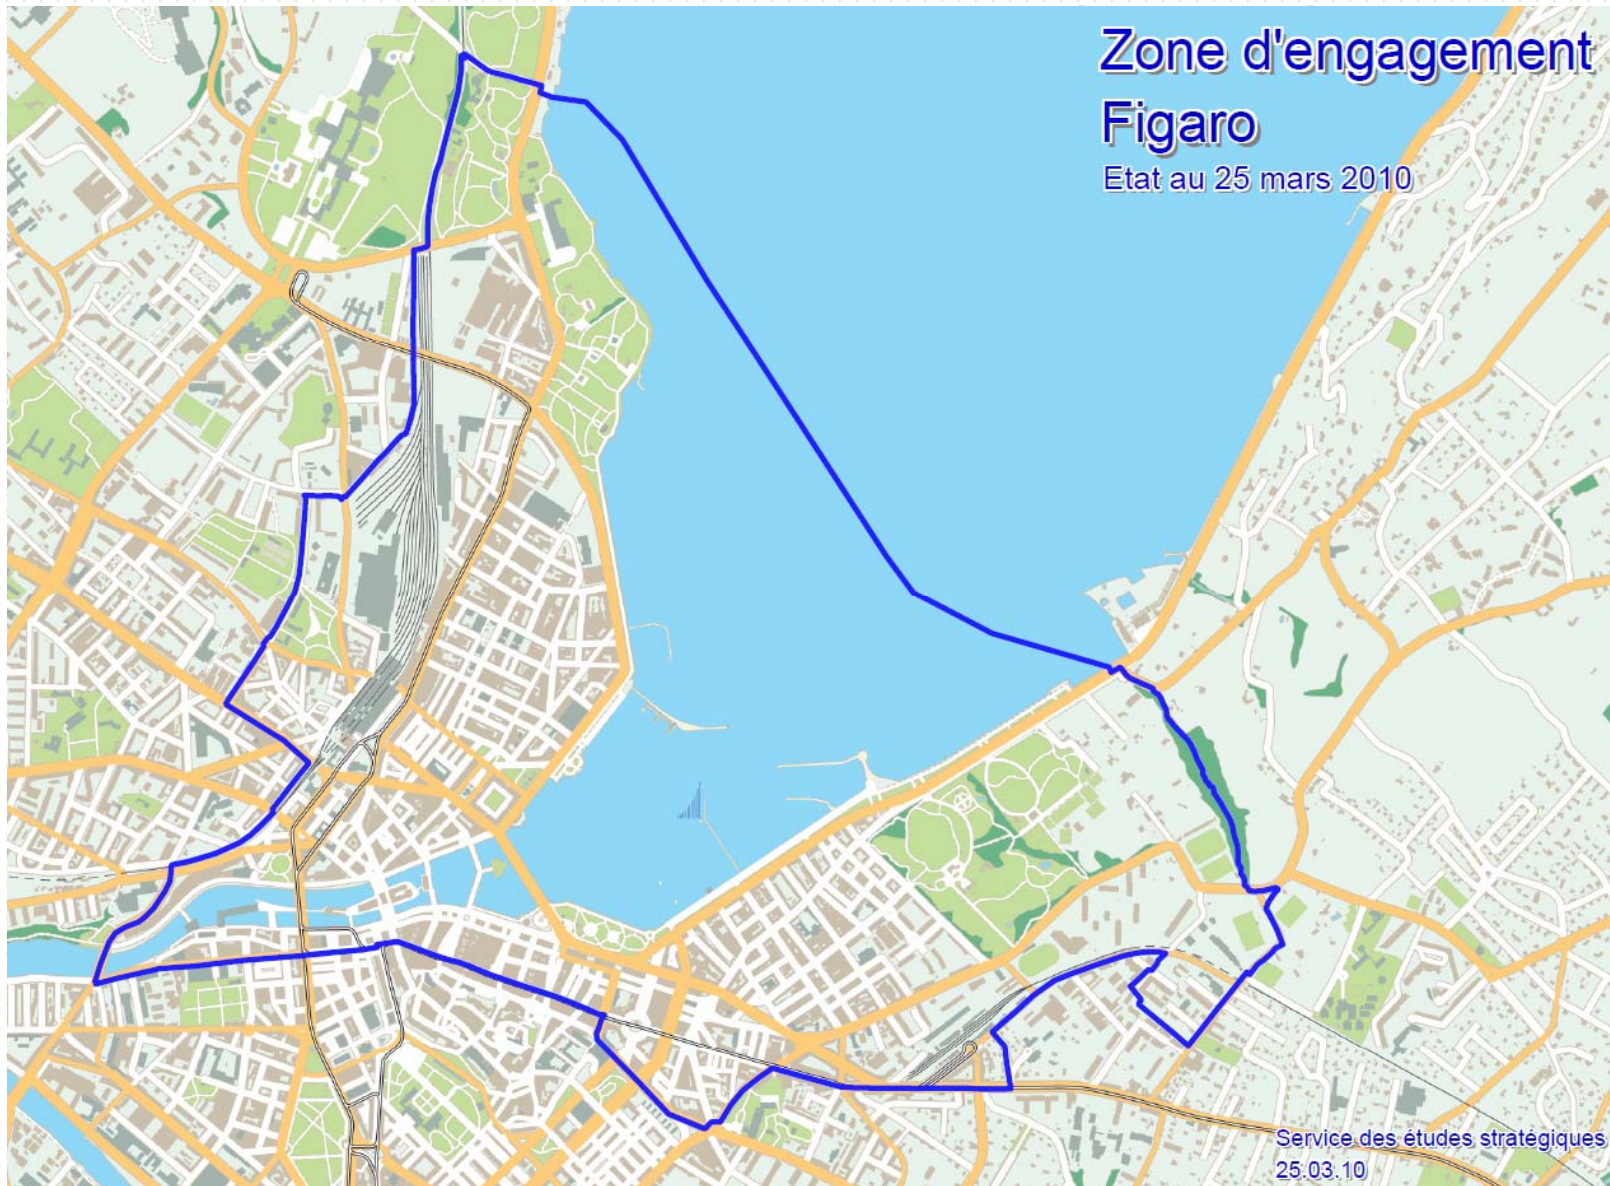 Zone d'engagement
Figaro
Etat au 25 mars 2010
Service des études stratégiques
25.03.10